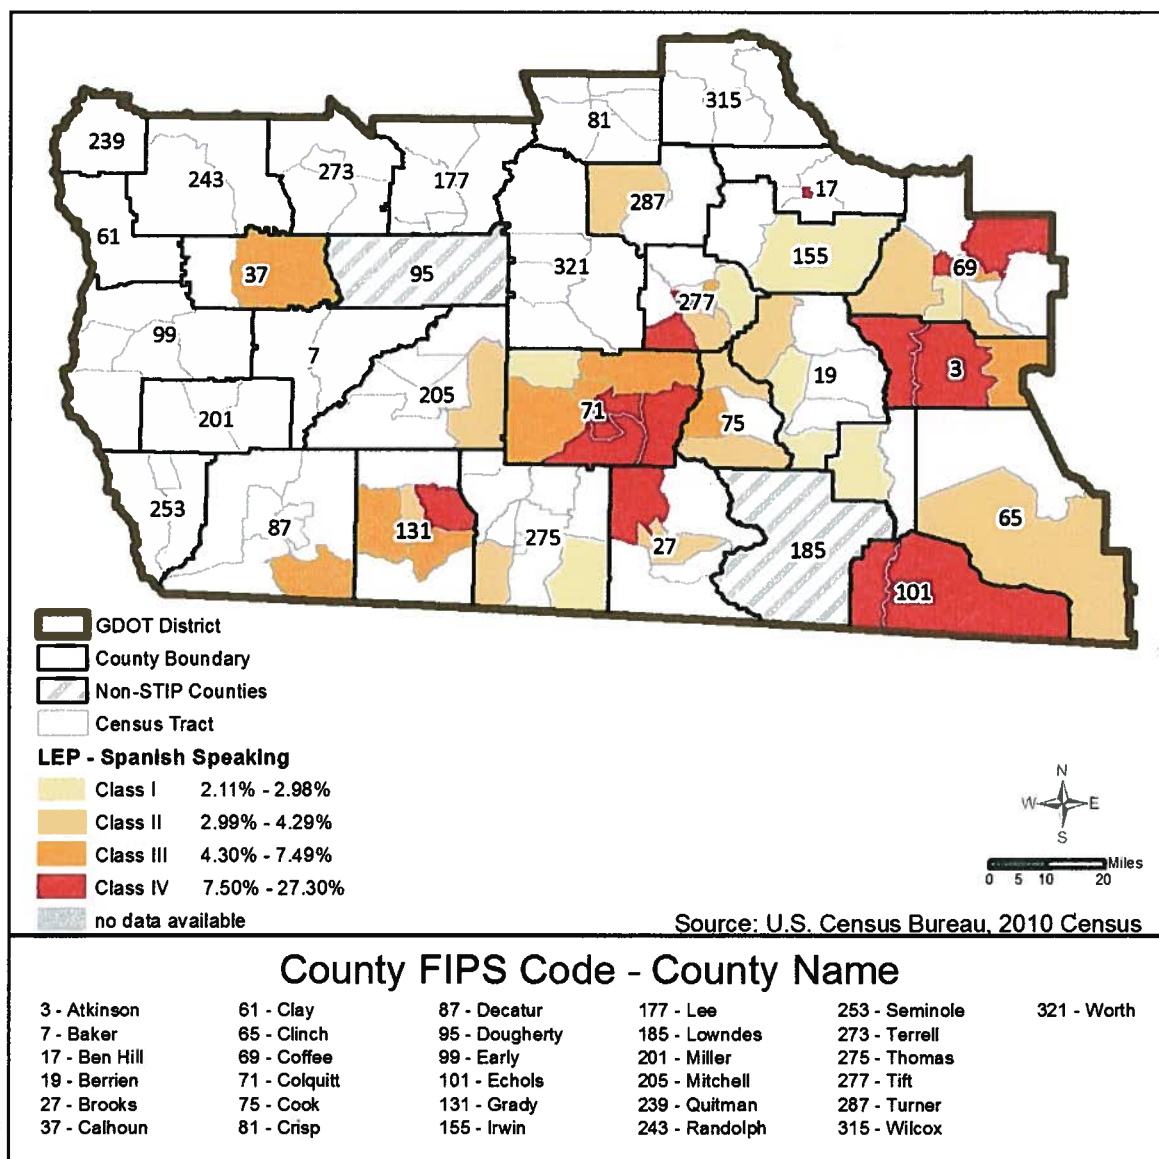 315
81
239
243
273
177
17
287
61
155
69
37
95
321
277
99
7
3
19
205
71
75
201
253
87
131
275
27
185
65
101
GDOT District
County Boundary
Non-STIP Counties
Census Tract
LEP - Spanish Speaking
Class I 2.11% - 2.98%
Class II 2.99% - 4.29%
Class III 4.30% - 7.49%
Class IV 7.50% - 27.30%
no data available
N
W E
S
Miles
0 5 10 20
Source: U.S. Census Bureau, 2010 Census
County FIPS Code - County Name
3 - Atkinson 61 - Clay 87 - Decatur 177 - Lee 253 - Seminole 321 - Worth
7 - Baker 65 - Clinch 95 - Dougherty 185 - Lowndes 273 - Terrell
17 - Ben Hill 69 - Coffee 99 - Early 201 - Miller 275 - Thomas
19 - Berrien 71 - Colquitt 101 - Echols 205 - Mitchell 277 - Tift
27 - Brooks 75 - Cook 131 - Grady 239 - Quitman 287 - Turner
37 - Calhoun 81 - Crisp 155 - Irwin 243 - Randolph 315 - Wilcox